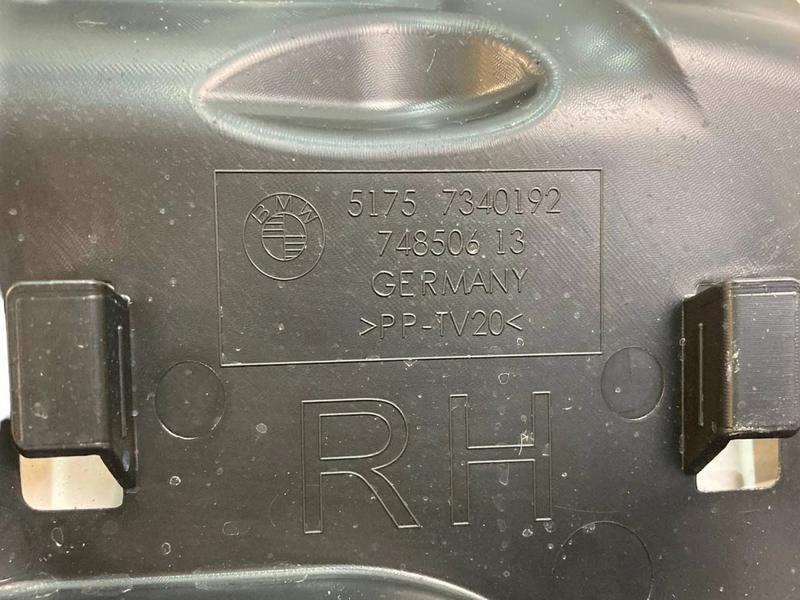 BMW
5175 7340192
748506 13
GERMANY
>PP-TV20<
RH